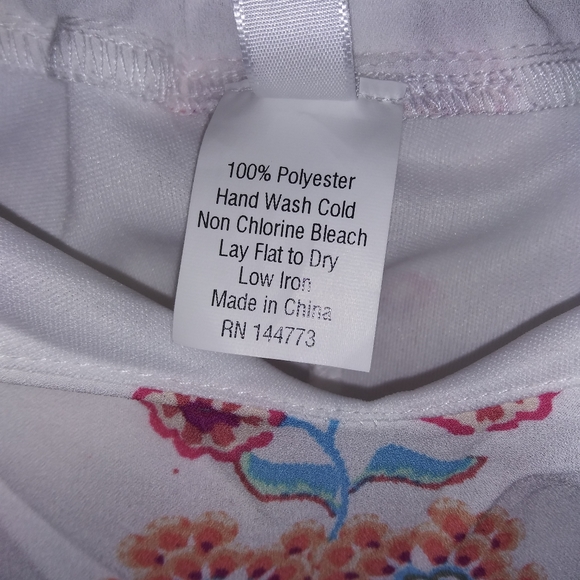 100% Polyester
Hand Wash Cold
Non Chlorine Bleach
Lay Flat to Dry
Low Iron
Made in China
RN 144773